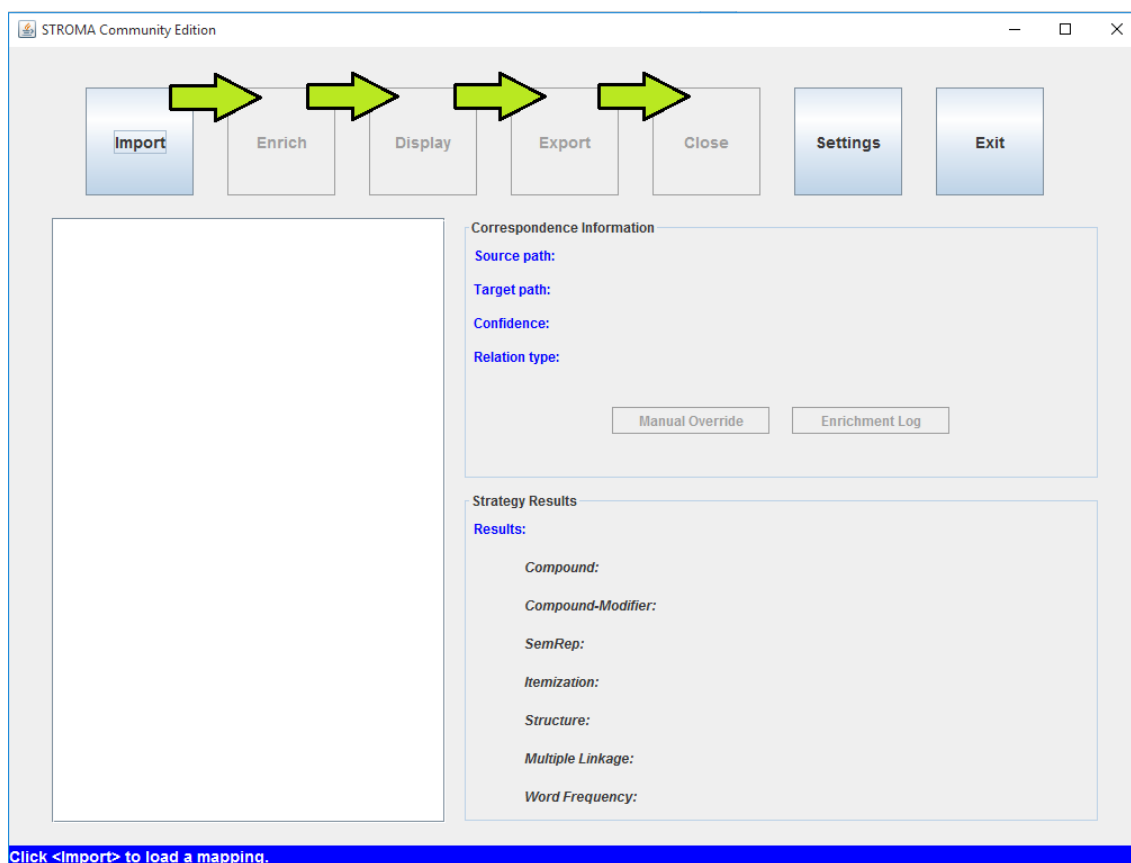 STROMA Community Edition
Import Enrich Display Export Close Settings Exit
Correspondence Information
Source path:
Target path:
Confidence:
Relation type:
Manual Override Enrichment Log
Strategy Results
Results:
Compound:
Compound-Modifier:
SemRep:
Itemization:
Structure:
Multiple Linkage:
Word Frequency:
Click <Import> to load a mapping.